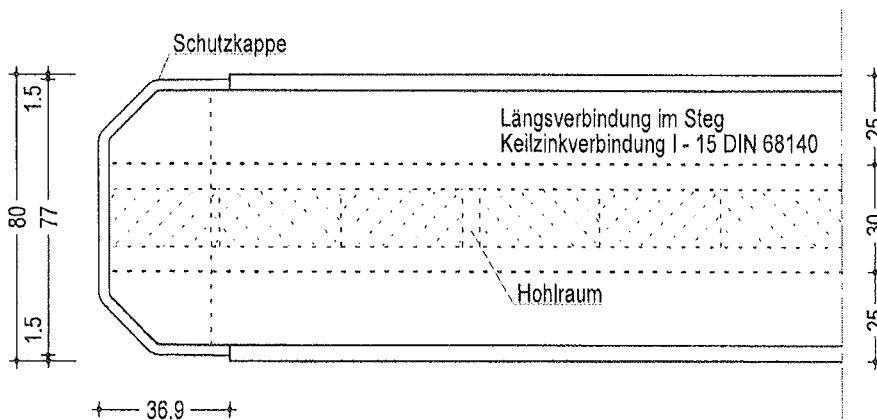 Schutzkappe
Längsverbindung im Steg
Keilzinkverbindung I - 15 DIN 68140
Hohlraum
80
1.5
77
1.5
25
30
25
36,9